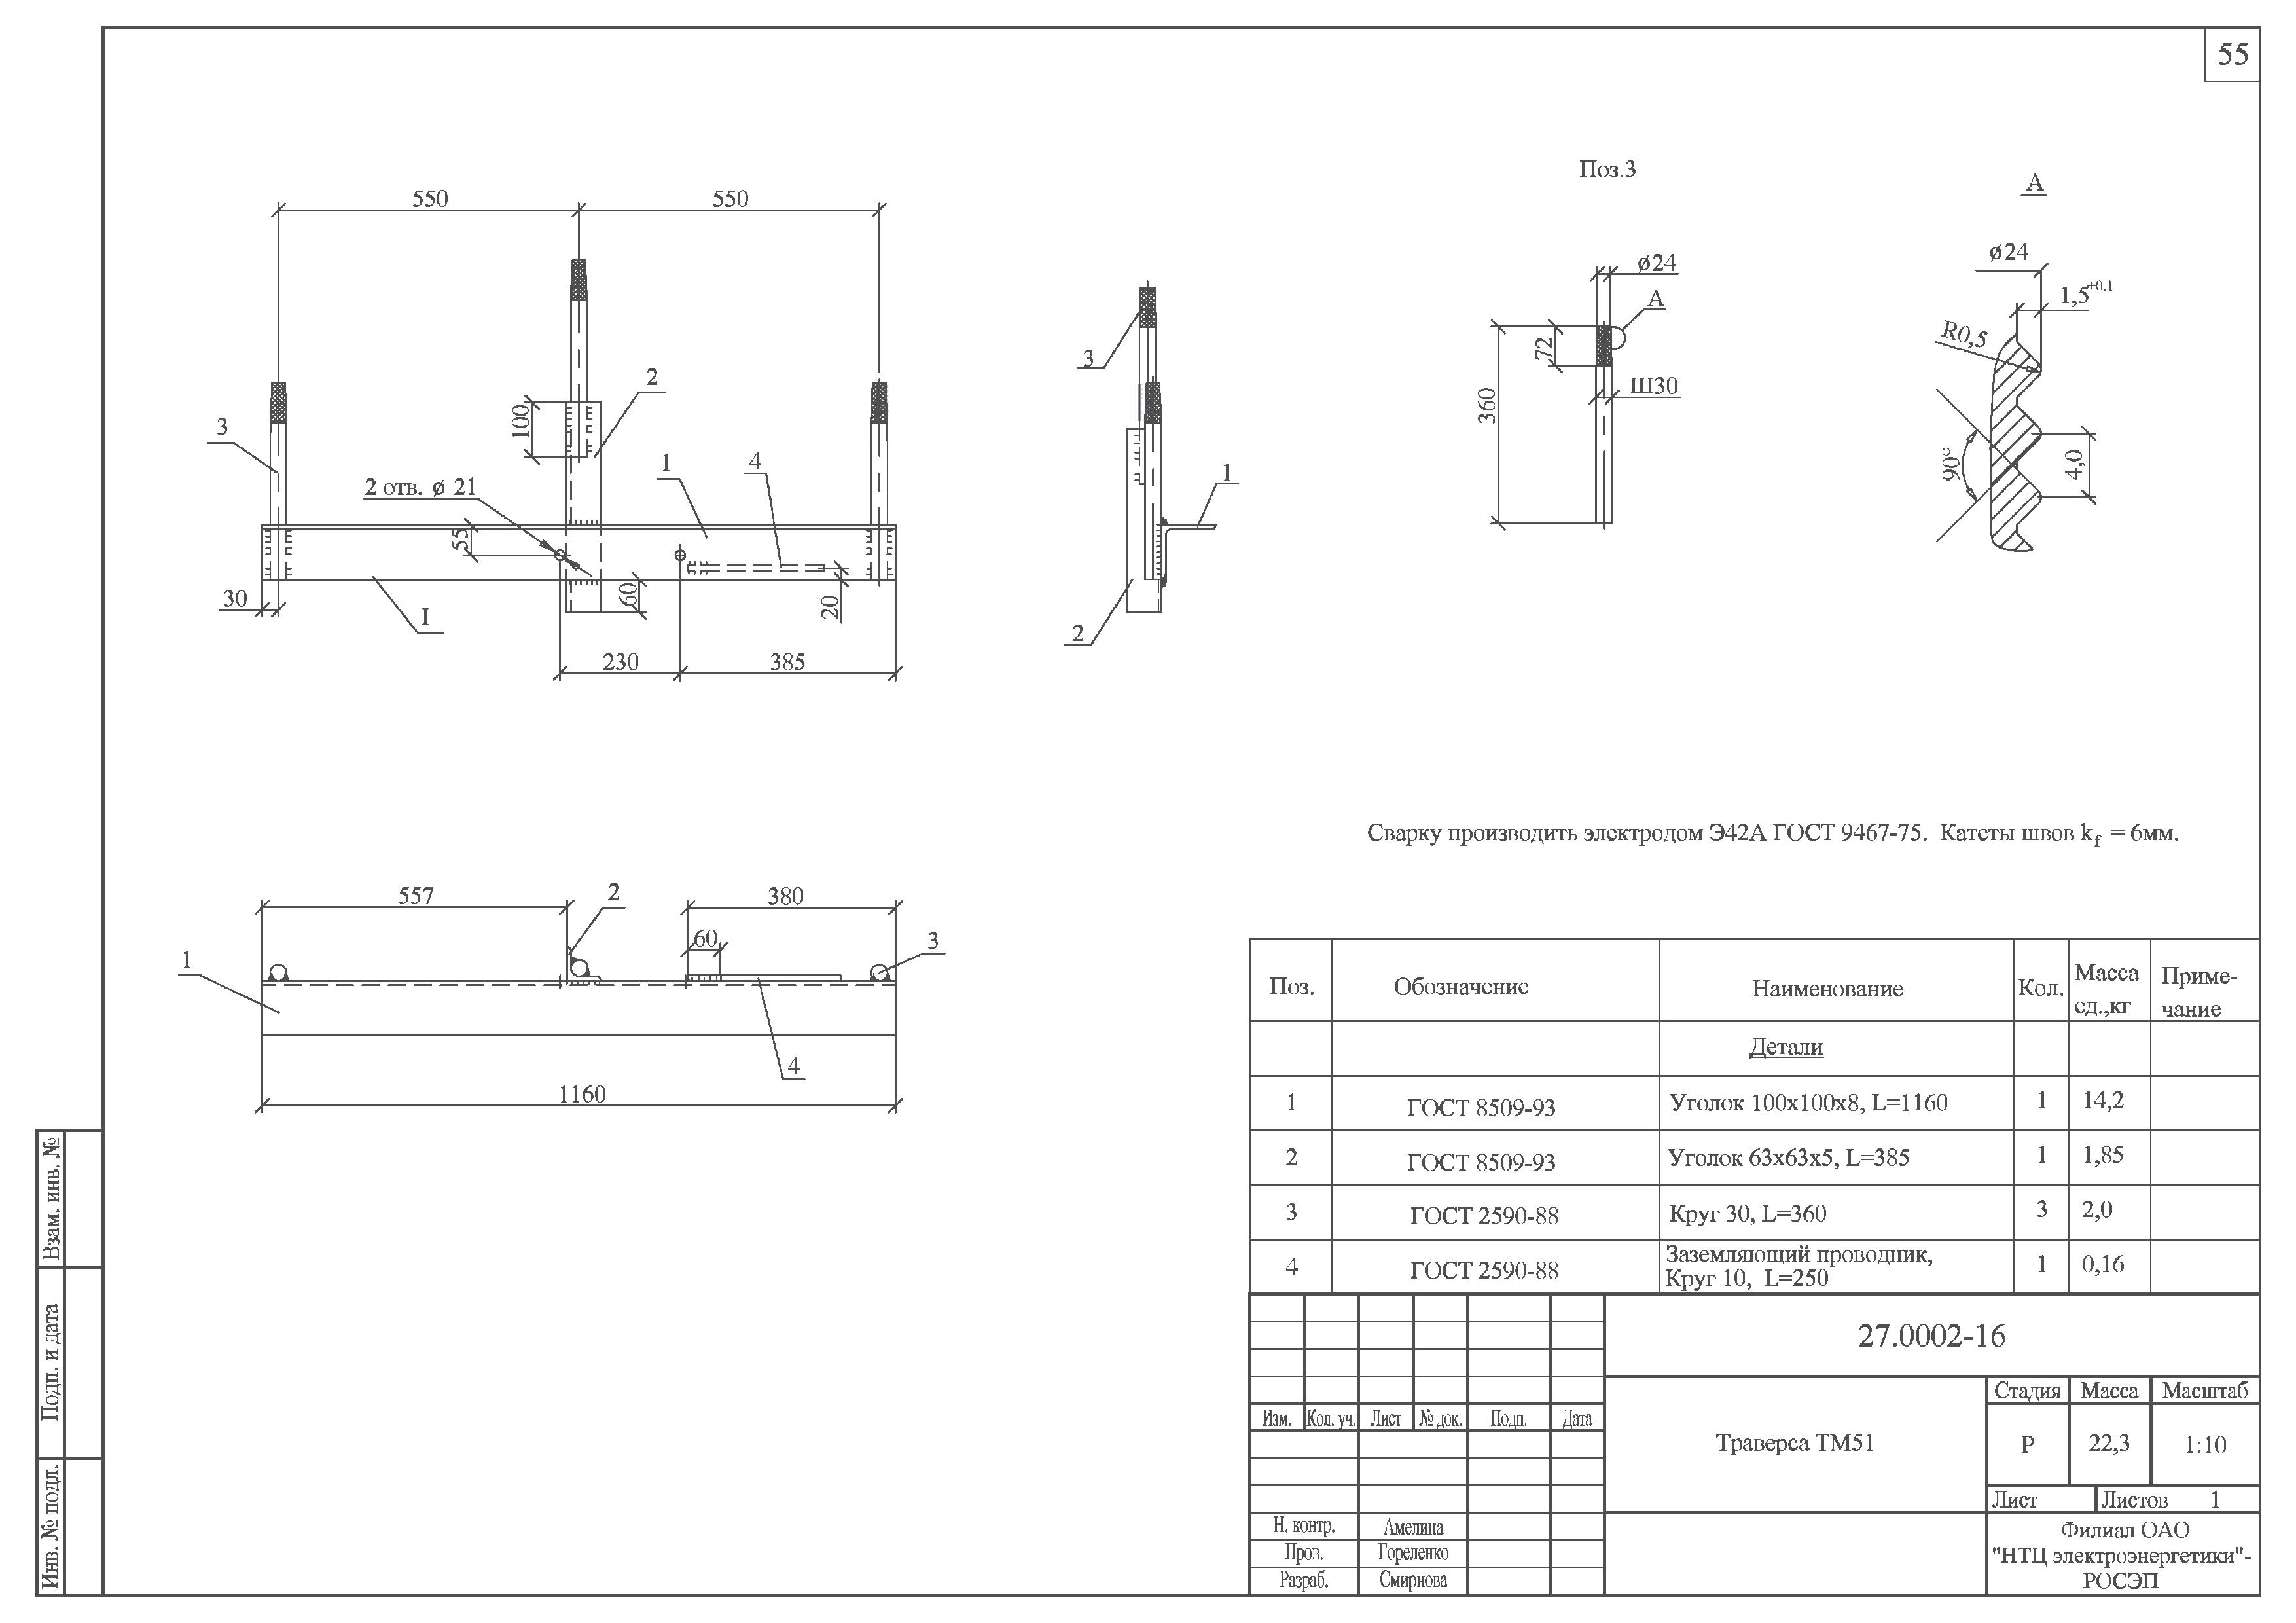 55
Поз.3
А
550
550
ø24
ø24
А
1,5+0.1
R0,5
72
Ш30
360
90°
4,0
3
2
100
3
1
4
2 отв. ø 21
55
1
30
I
60
20
2
230
385
Сварку производить электродом Э42А ГОСТ 9467-75. Катеты швов kf = 6мм.
557
2
380
60
3
1
4
1160
Поз. Обозначение Наименование Кол. Масса ед.,кг Приме-чание
Детали
1 ГОСТ 8509-93 Уголок 100х100х8, L=1160 1 14,2
2 ГОСТ 8509-93 Уголок 63х63х5, L=385 1 1,85
3 ГОСТ 2590-88 Круг 30, L=360 3 2,0
4 ГОСТ 2590-88 Заземляющий проводник, Круг 10, L=250 1 0,16
27.0002-16
Стадия Масса Масштаб
Изм. Кол. уч. Лист № док. Подп. Дата
Траверса ТМ51
Р 22,3 1:10
Лист Листов 1
Н. контр. Амелина
Пров. Гореленко
Разраб. Смирнова
Филиал ОАО
"НТЦ электроэнергетики"-
РОСЭП
Взам. инв. №
Подп. и дата
Инв. № подл.